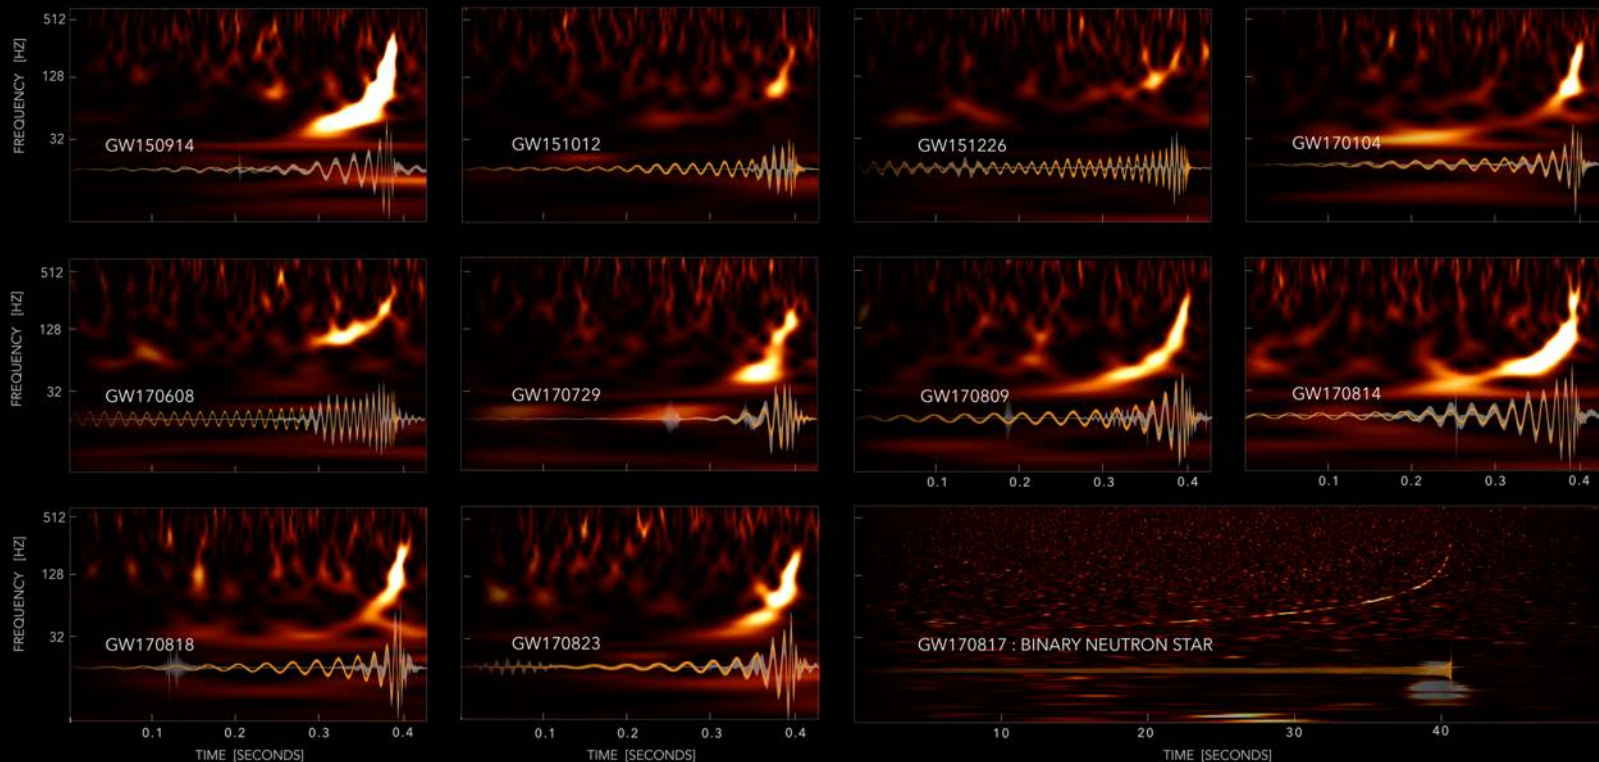 FREQUENCY [HZ]
512
128
32
GW150914
GW151012
GW151226
GW170104
FREQUENCY [HZ]
512
128
32
GW170608
GW170729
GW170809
GW170814
0.1 0.2 0.3 0.4
0.1 0.2 0.3 0.4
FREQUENCY [HZ]
512
128
32
GW170818
GW170823
GW170817 : BINARY NEUTRON STAR
0.1 0.2 0.3 0.4
0.1 0.2 0.3 0.4
10 20 30 40
TIME [SECONDS]
TIME [SECONDS]
TIME [SECONDS]